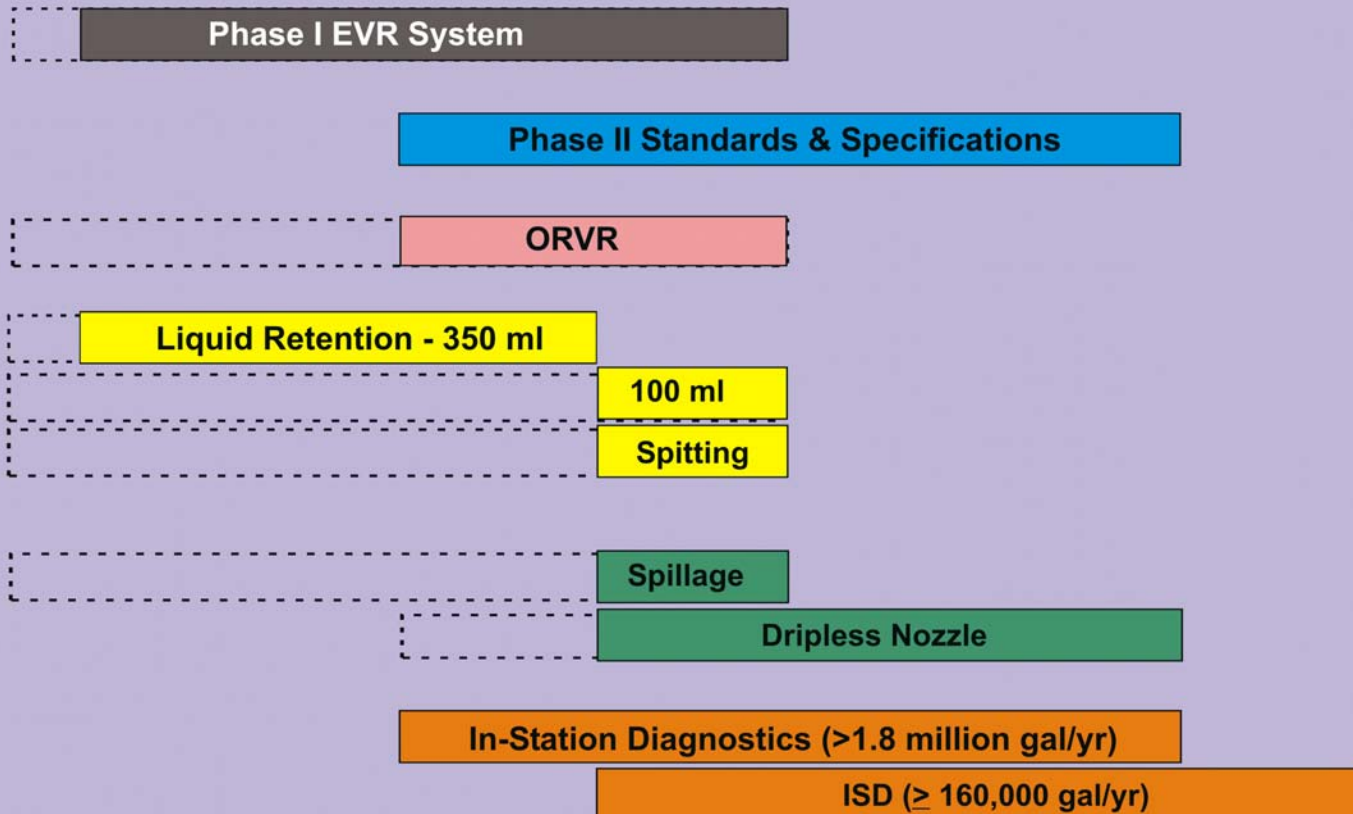 Phase I EVR System
Phase II Standards & Specifications
ORVR
Liquid Retention - 350 ml
100 ml
Spitting
Spillage
Dripless Nozzle
In-Station Diagnostics (>1.8 million gal/yr)
ISD (≥ 160,000 gal/yr)